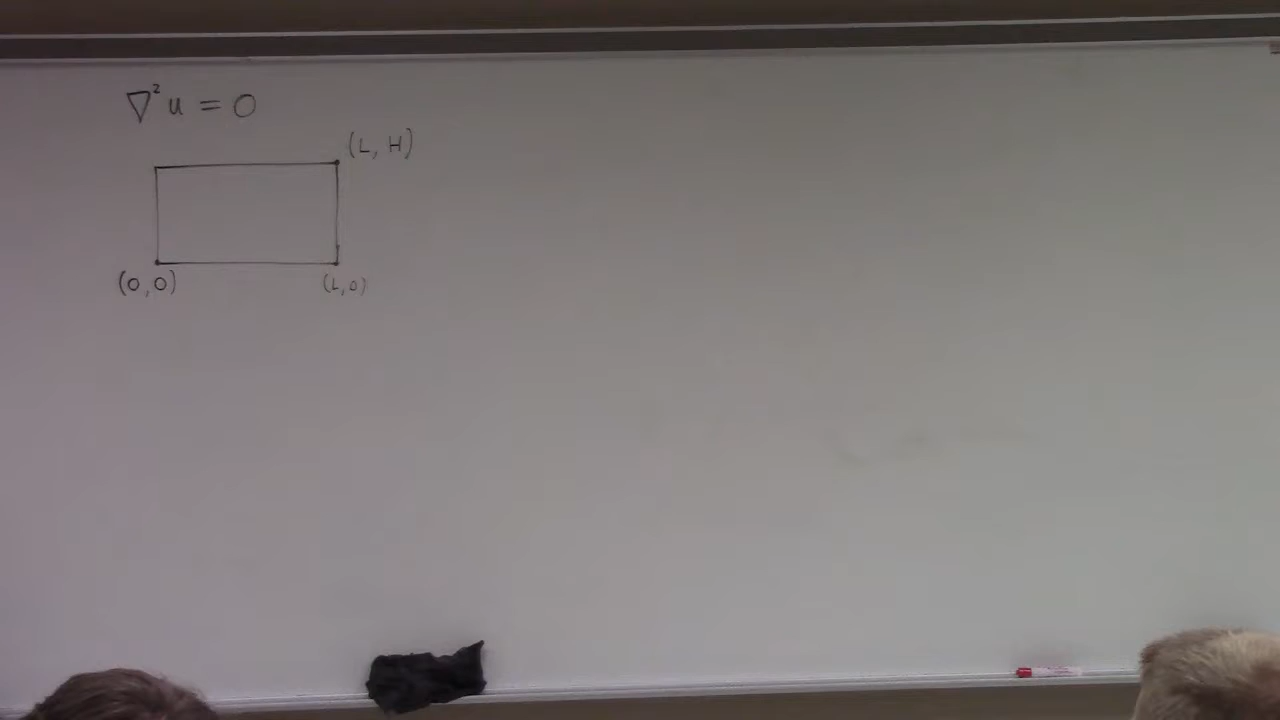 ∇²u = 0
(L, H)
(0,0)
(L,0)